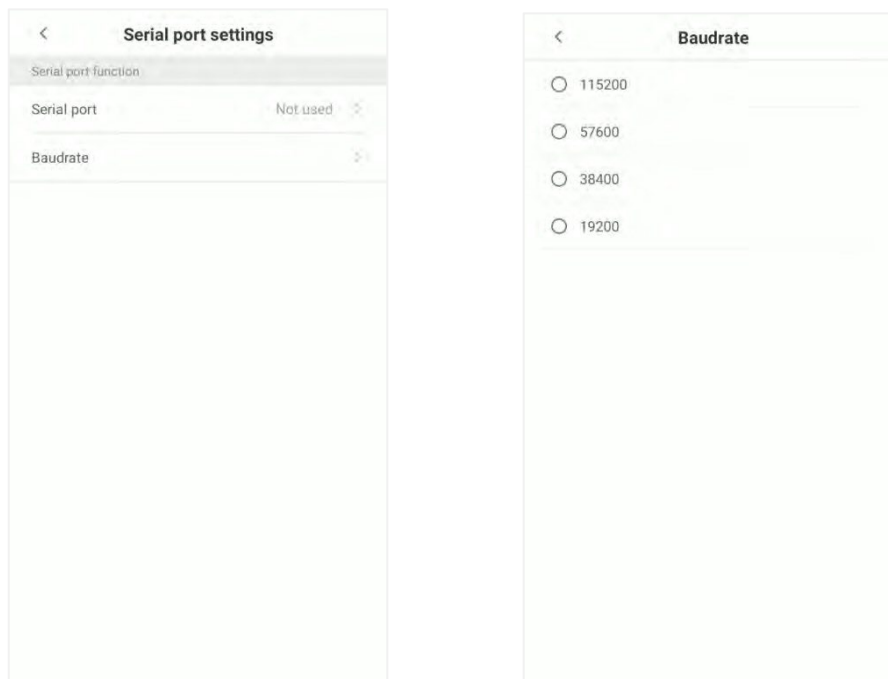 Serial port settings
Serial port function
Serial port Not used
Baudrate
Baudrate
115200
57600
38400
19200